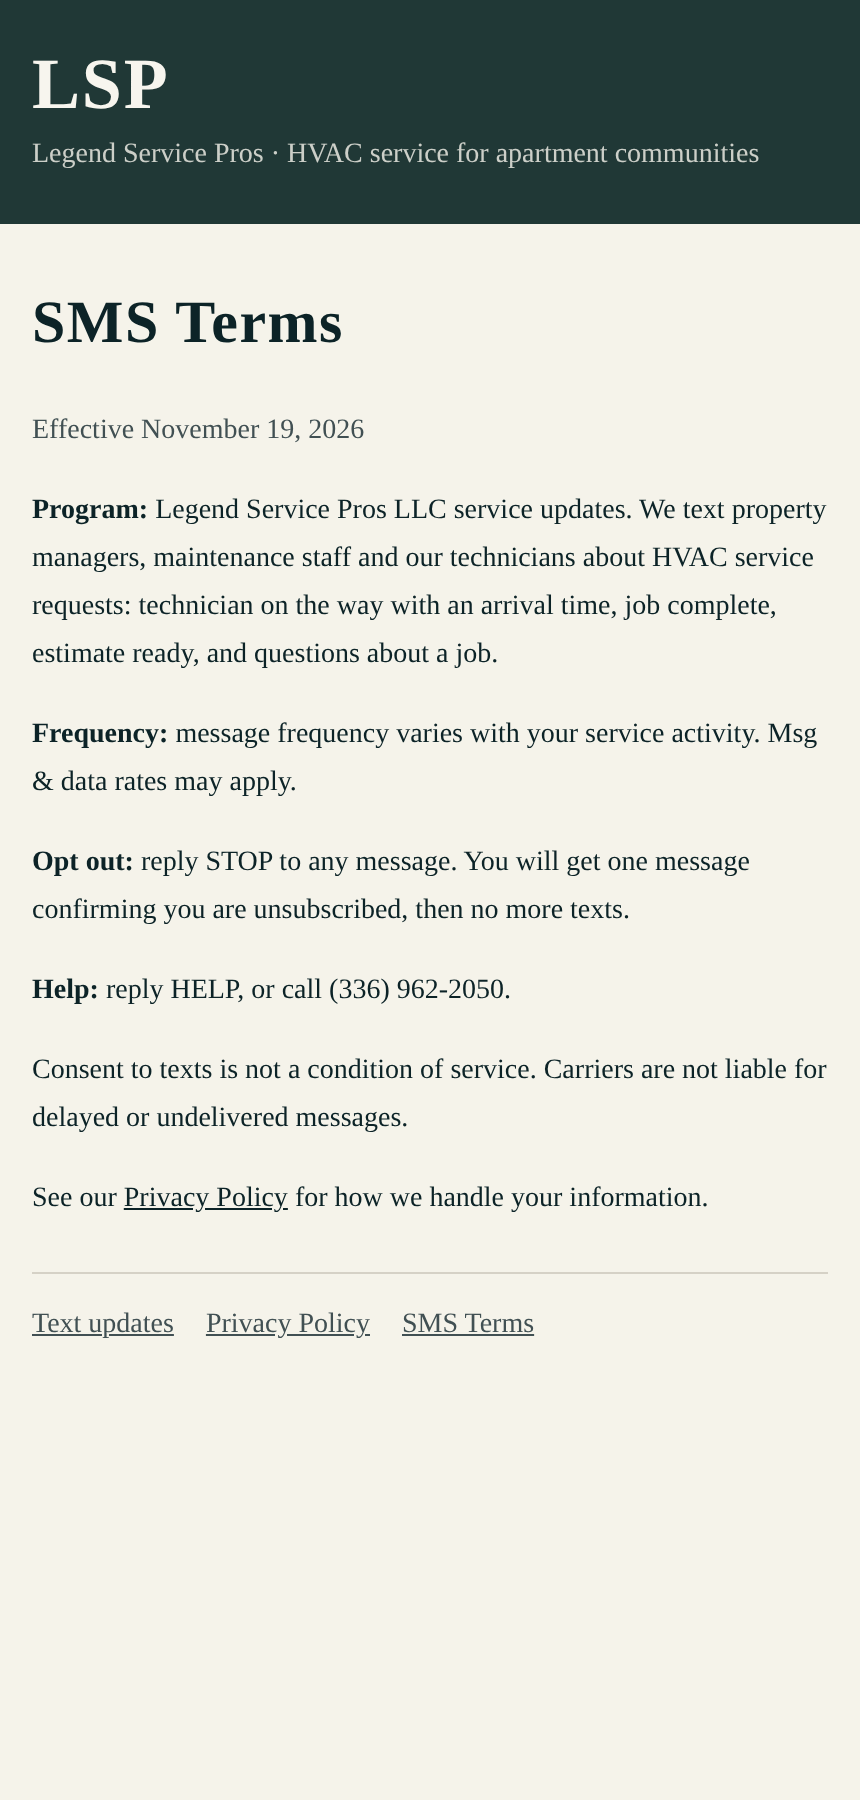 LSP
Legend Service Pros · HVAC service for apartment communities
SMS Terms
Effective November 19, 2026
Program: Legend Service Pros LLC service updates. We text property
managers, maintenance staff and our technicians about HVAC service
requests: technician on the way with an arrival time, job complete,
estimate ready, and questions about a job.
Frequency: message frequency varies with your service activity. Msg
& data rates may apply.
Opt out: reply STOP to any message. You will get one message
confirming you are unsubscribed, then no more texts.
Help: reply HELP, or call (336) 962-2050.
Consent to texts is not a condition of service. Carriers are not liable for
delayed or undelivered messages.
See our Privacy Policy for how we handle your information.
Text updates Privacy Policy SMS Terms